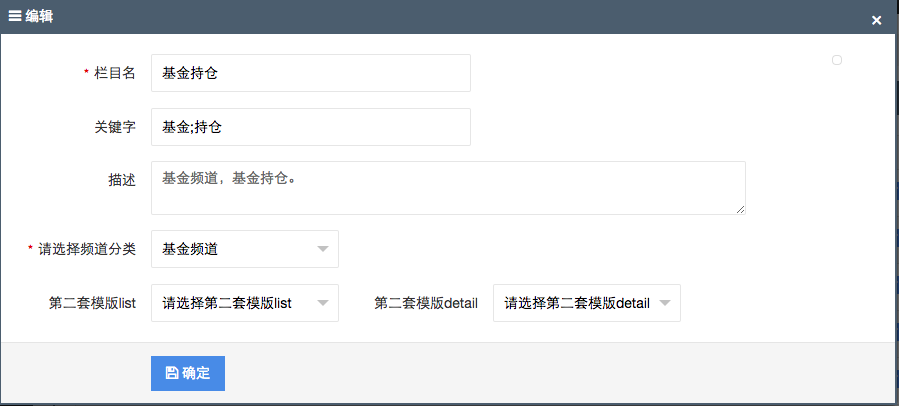 编辑
* 栏目名 基金持仓
关键字 基金;持仓
描述 基金频道，基金持仓。
* 请选择频道分类 基金频道
第二套模版list 请选择第二套模版list 第二套模版detail 请选择第二套模版detail
确定